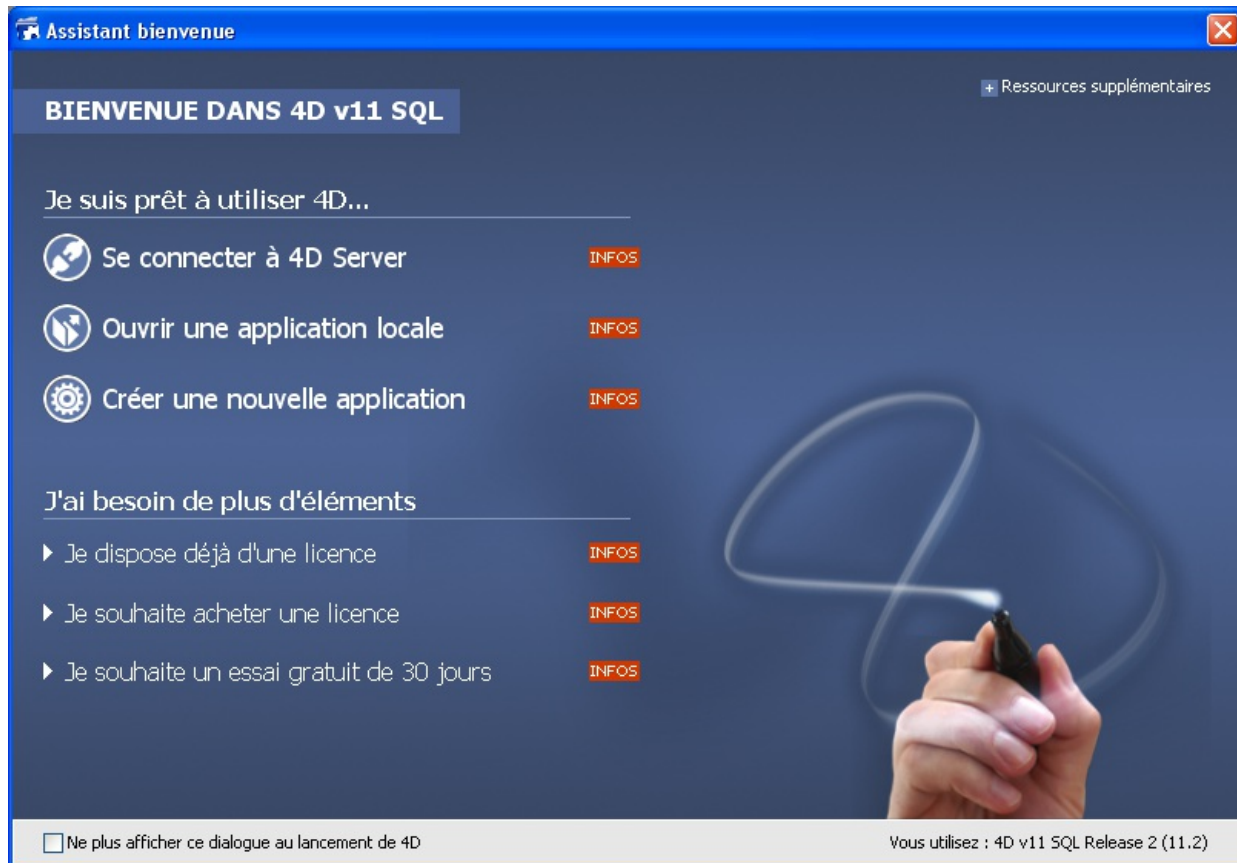 Assistant bienvenue
Ressources supplémentaires
BIENVENUE DANS 4D v11 SQL
Je suis prêt à utiliser 4D...
Se connecter à 4D Server INFOS
Ouvrir une application locale INFOS
Créer une nouvelle application INFOS
J'ai besoin de plus d'éléments
Je dispose déjà d'une licence INFOS
Je souhaite acheter une licence INFOS
Je souhaite un essai gratuit de 30 jours INFOS
Ne plus afficher ce dialogue au lancement de 4D
Vous utilisez : 4D v11 SQL Release 2 (11.2)